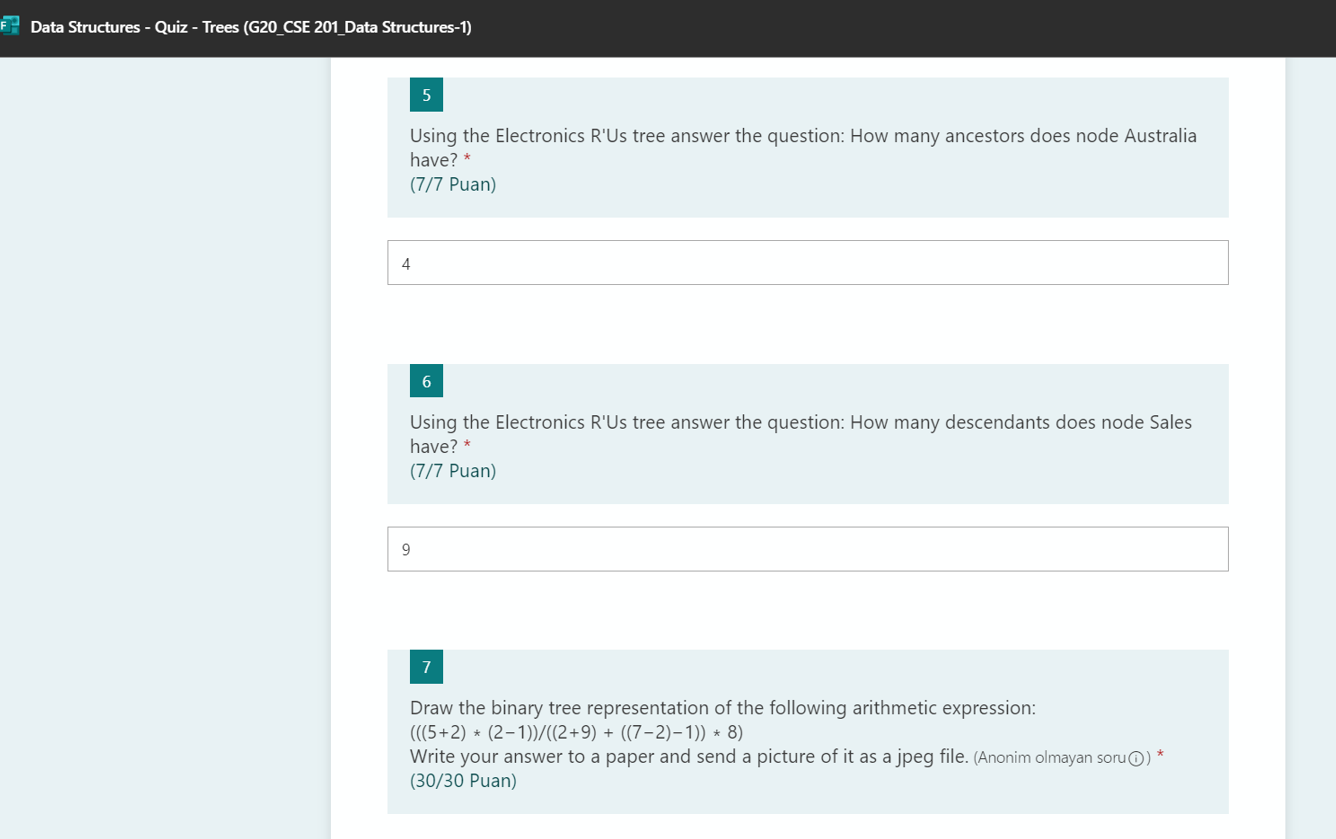 F
Data Structures - Quiz - Trees (G20_CSE 201_Data Structures-1)
5
Using the Electronics R'Us tree answer the question: How many ancestors does node Australia
have? *
(7/7 Puan)
4
6
Using the Electronics R'Us tree answer the question: How many descendants does node Sales
have? *
(7/7 Puan)
9
7
Draw the binary tree representation of the following arithmetic expression:
(((5+2) * (2−1))/((2+9) + ((7−2)−1)) * 8)
Write your answer to a paper and send a picture of it as a jpeg file. (Anonim olmayan soru ⓘ) *
(30/30 Puan)